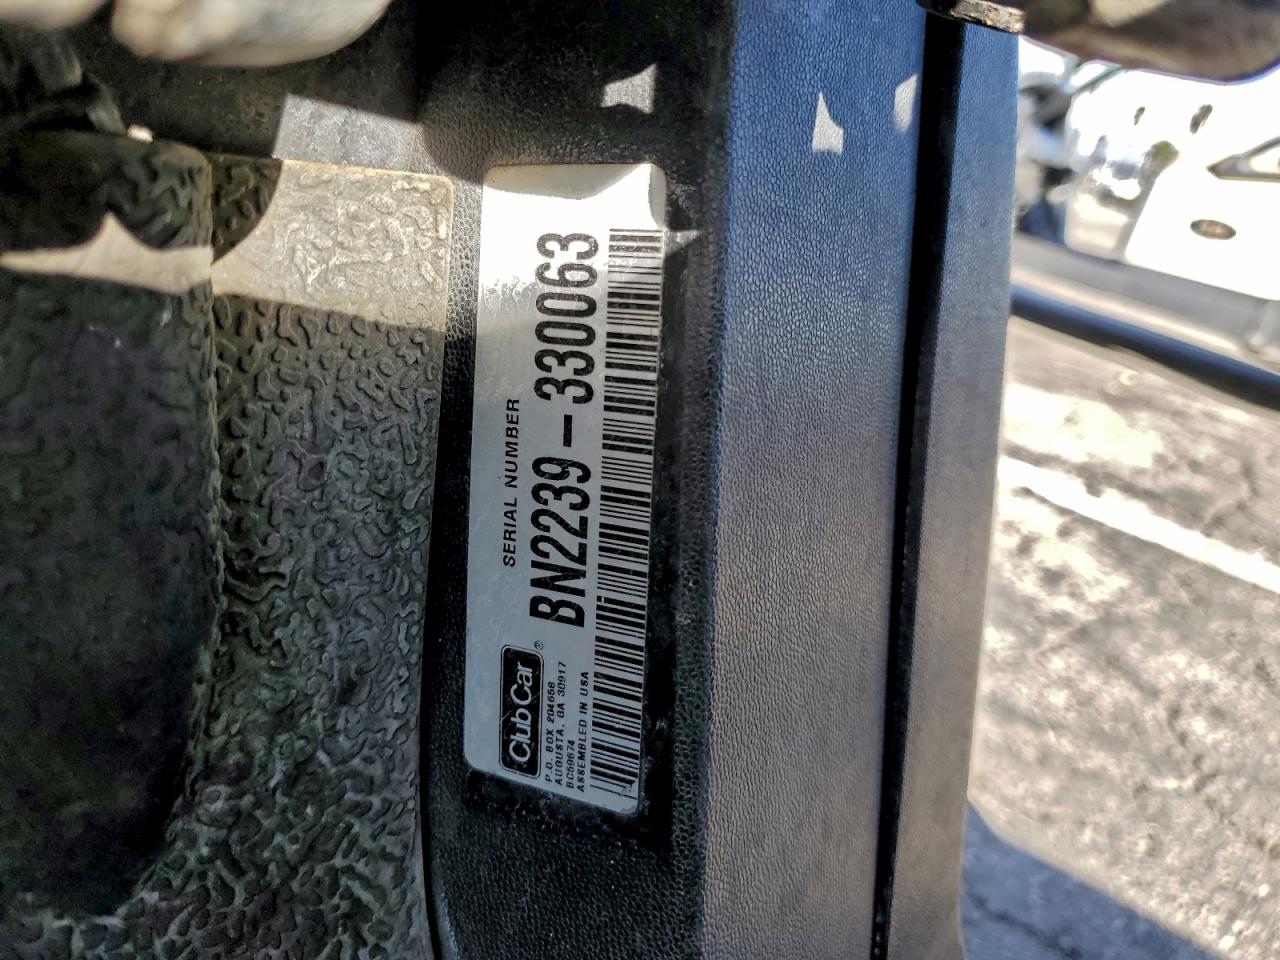 SERIAL NUMBER
BN2239-330063
Club Car®
P.O. BOX 204658
AUGUSTA, GA 30917
BC59674
ASSEMBLED IN USA